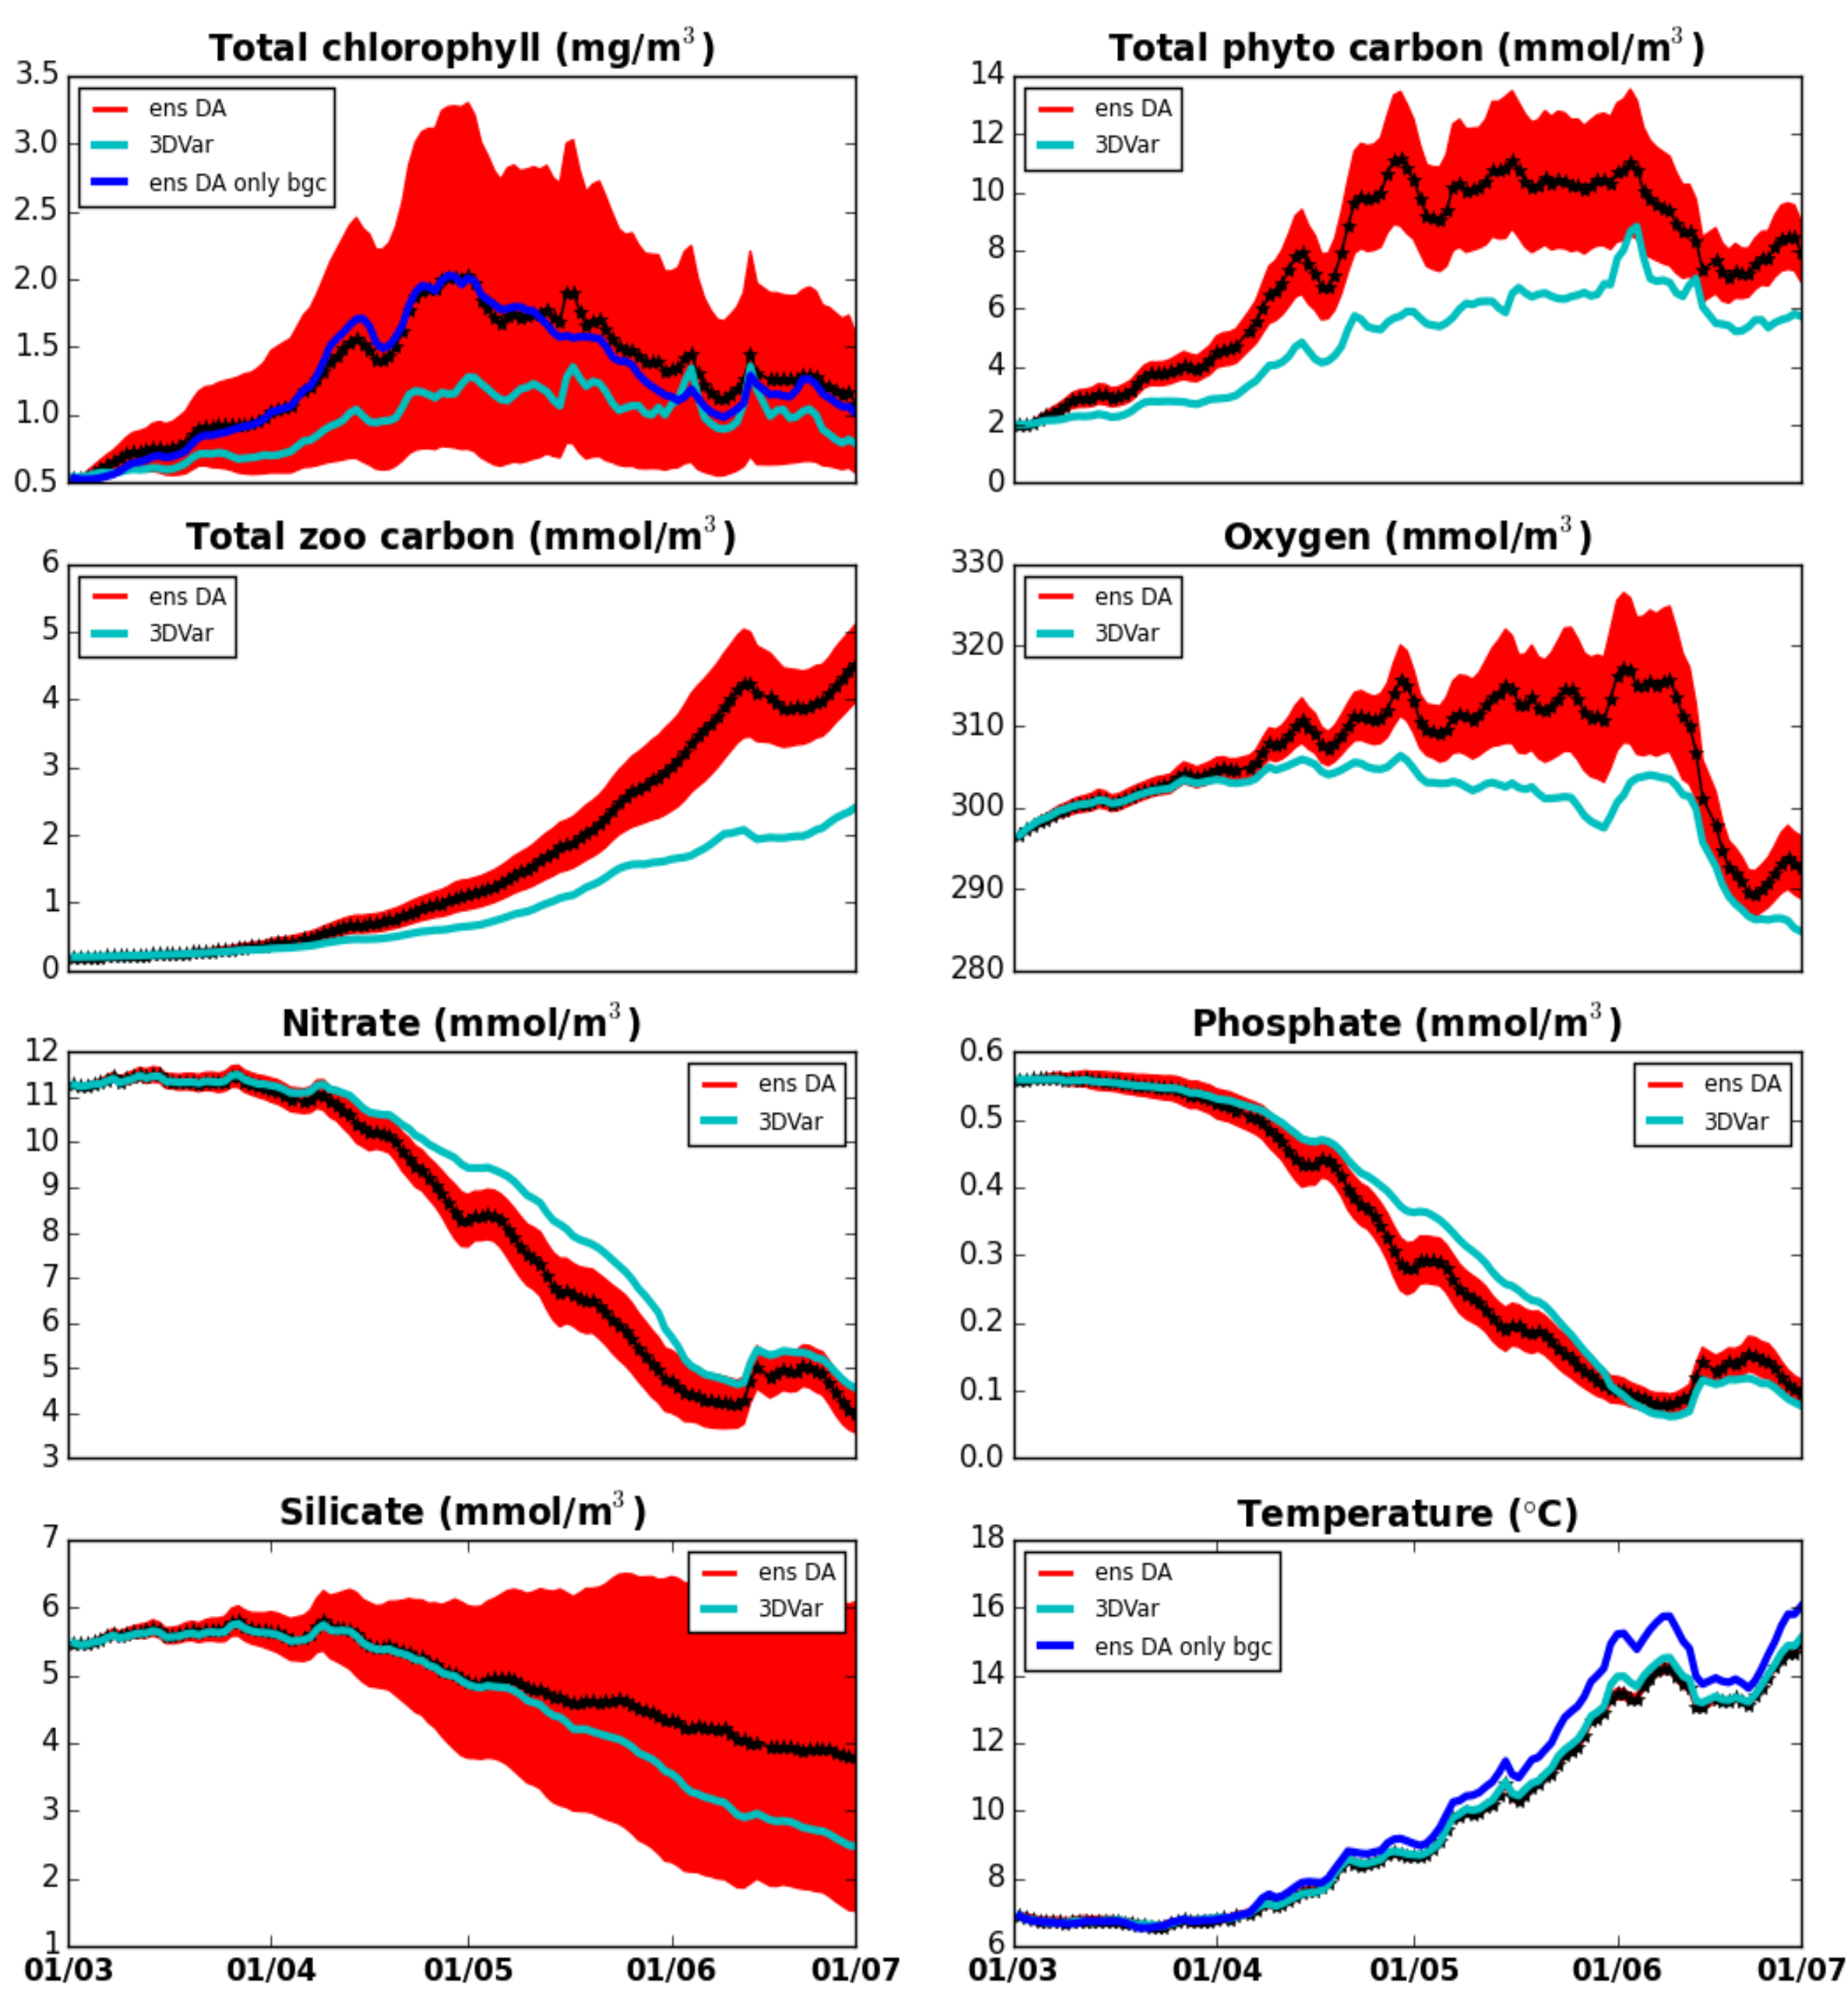 Total chlorophyll (mg/m³)
3.5
3.0
2.5
2.0
1.5
1.0
0.5
ens DA
3DVar
ens DA only bgc
Total phyto carbon (mmol/m³)
14
12
10
8
6
4
2
0
ens DA
3DVar
Total zoo carbon (mmol/m³)
6
5
4
3
2
1
0
ens DA
3DVar
Oxygen (mmol/m³)
330
320
310
300
290
280
ens DA
3DVar
Nitrate (mmol/m³)
12
11
10
9
8
7
6
5
4
3
ens DA
3DVar
Phosphate (mmol/m³)
0.6
0.5
0.4
0.3
0.2
0.1
0.0
ens DA
3DVar
Silicate (mmol/m³)
7
6
5
4
3
2
1
ens DA
3DVar
01/03 01/04 01/05 01/06 01/07
Temperature (°C)
18
16
14
12
10
8
6
ens DA
3DVar
ens DA only bgc
01/03 01/04 01/05 01/06 01/07